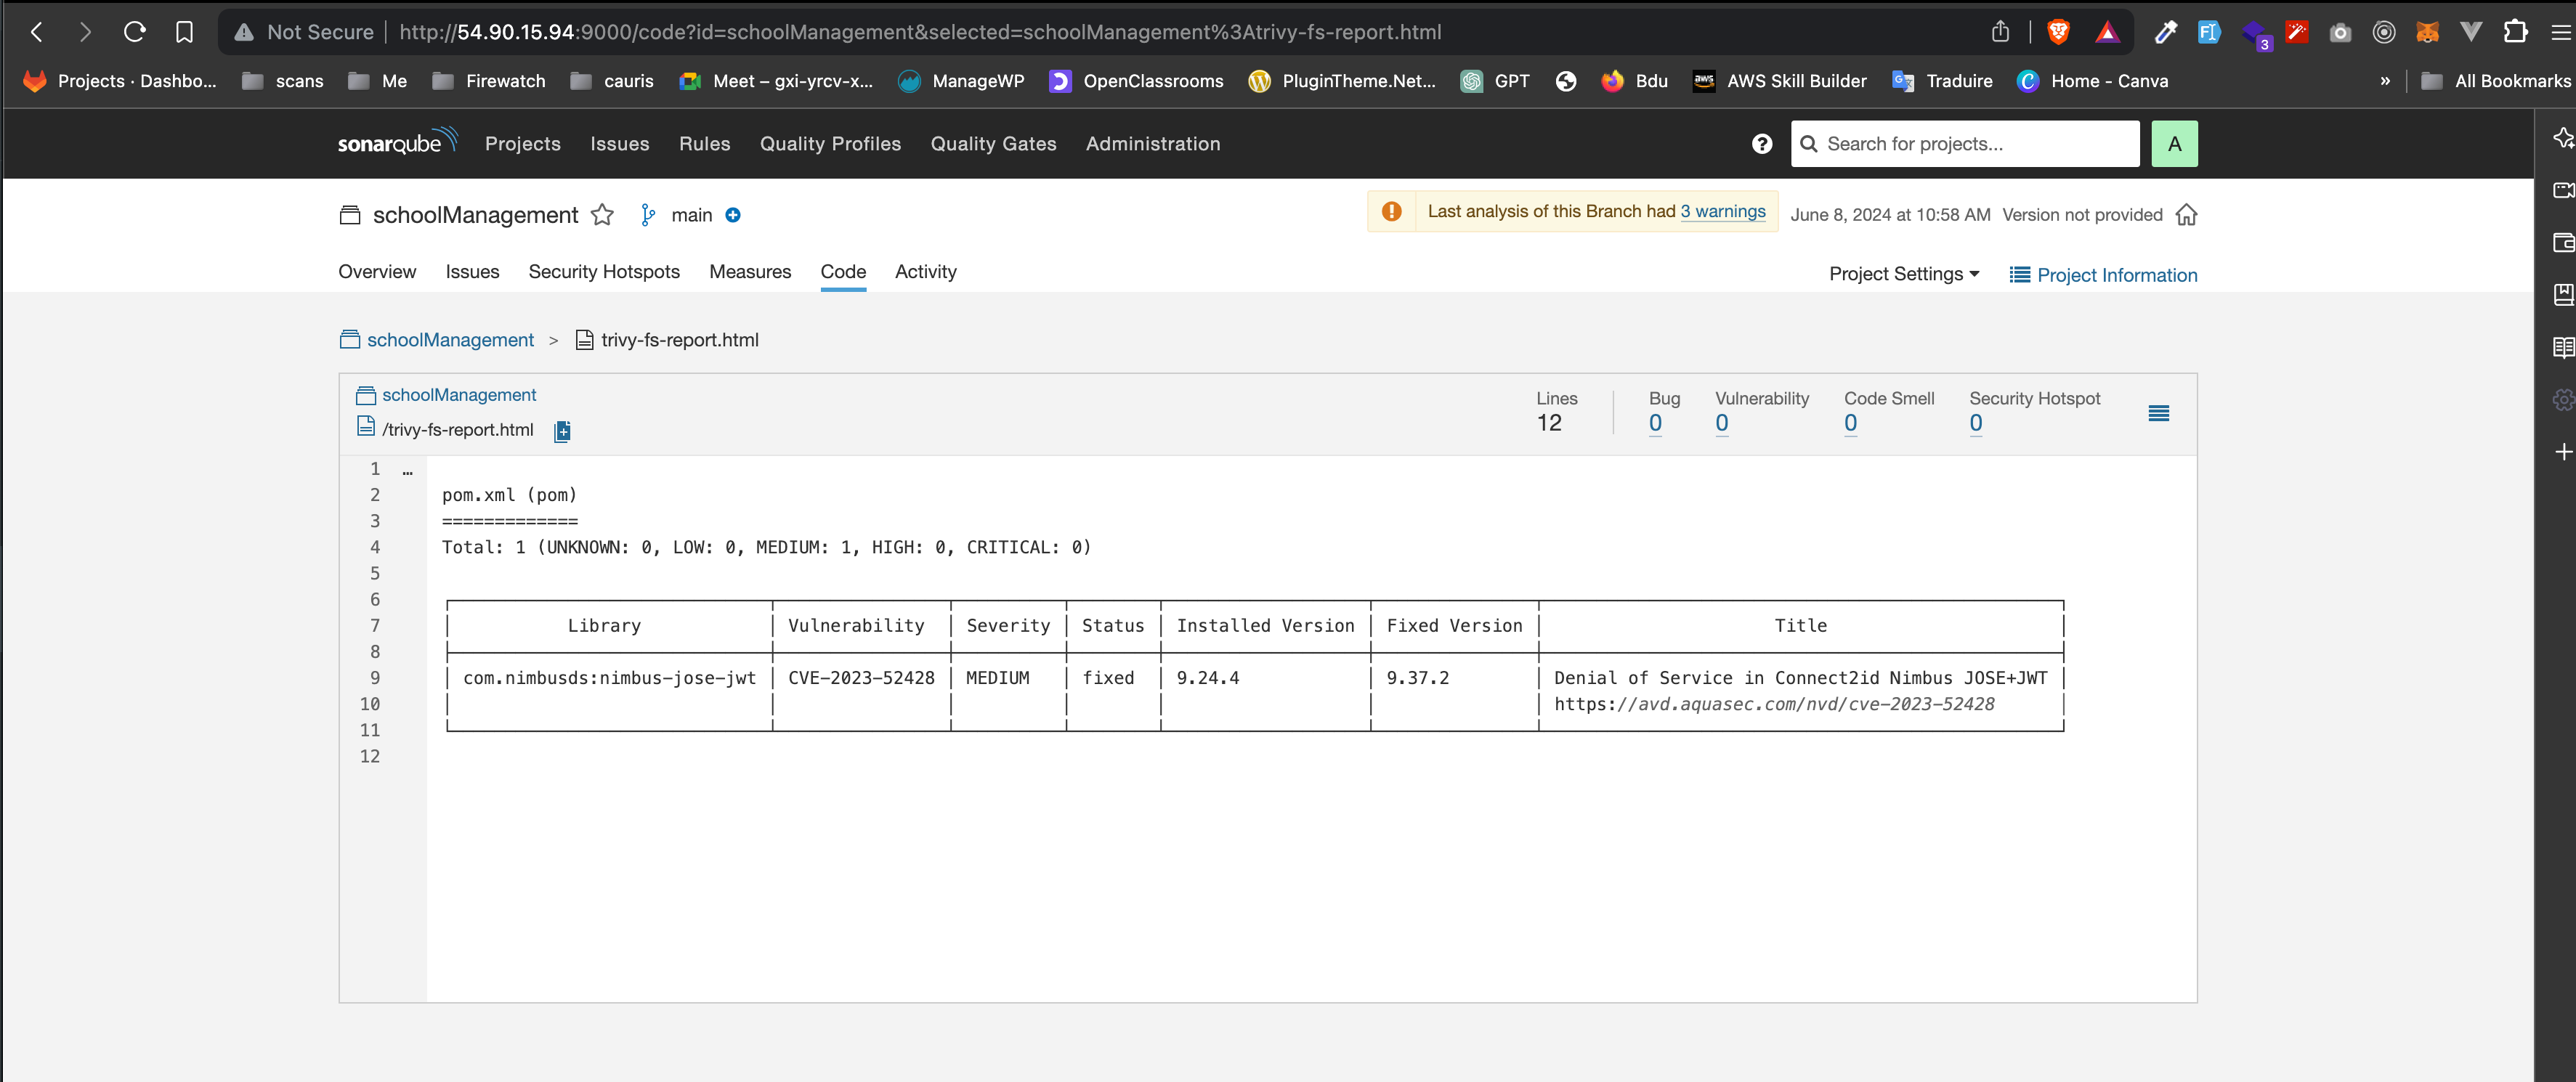 Not Secure http://54.90.15.94:9000/code?id=schoolManagement&selected=schoolManagement%3Atrivy-fs-report.html 3
Projects · Dashbo... scans Me Firewatch cauris Meet – gxi-yrcv-x... ManageWP OpenClassrooms PluginTheme.Net... GPT Bdu aws AWS Skill Builder Traduire Home - Canva » All Bookmarks
sonarqube Projects Issues Rules Quality Profiles Quality Gates Administration ? Search for projects... A
schoolManagement main Last analysis of this Branch had 3 warnings June 8, 2024 at 10:58 AM Version not provided
Overview Issues Security Hotspots Measures Code Activity Project Settings Project Information
schoolManagement > trivy-fs-report.html
schoolManagement
/trivy-fs-report.html
Lines Bug Vulnerability Code Smell Security Hotspot
12 0 0 0 0
1 …
2 pom.xml (pom)
3 =============
4 Total: 1 (UNKNOWN: 0, LOW: 0, MEDIUM: 1, HIGH: 0, CRITICAL: 0)
5
6
7 Library Vulnerability Severity Status Installed Version Fixed Version Title
8
9 com.nimbusds:nimbus-jose-jwt CVE-2023-52428 MEDIUM fixed 9.24.4 9.37.2 Denial of Service in Connect2id Nimbus JOSE+JWT
10 https://avd.aquasec.com/nvd/cve-2023-52428
11
12